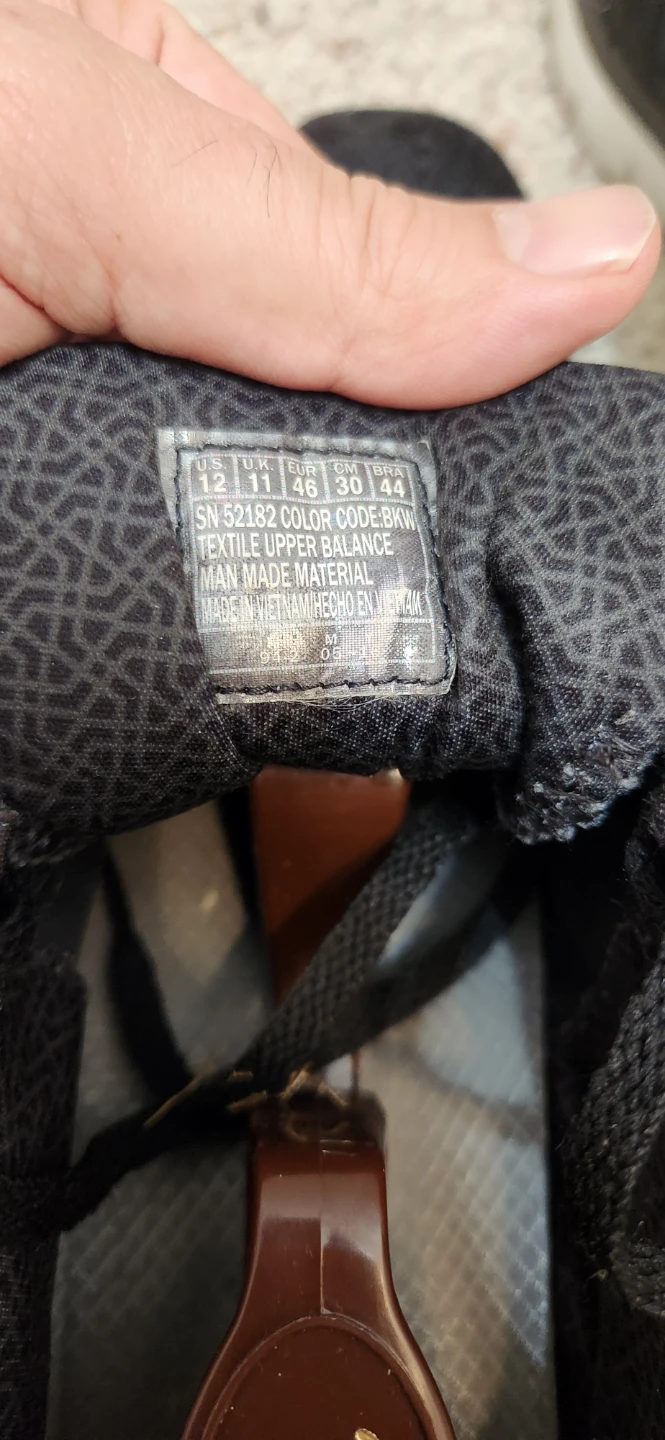 U.S. U.K. EUR CM BRA
12 11 46 30 44
SN 52182 COLOR CODE:BKW
TEXTILE UPPER BALANCE
MAN MADE MATERIAL
MADE IN VIETNAM/HECHO EN
M